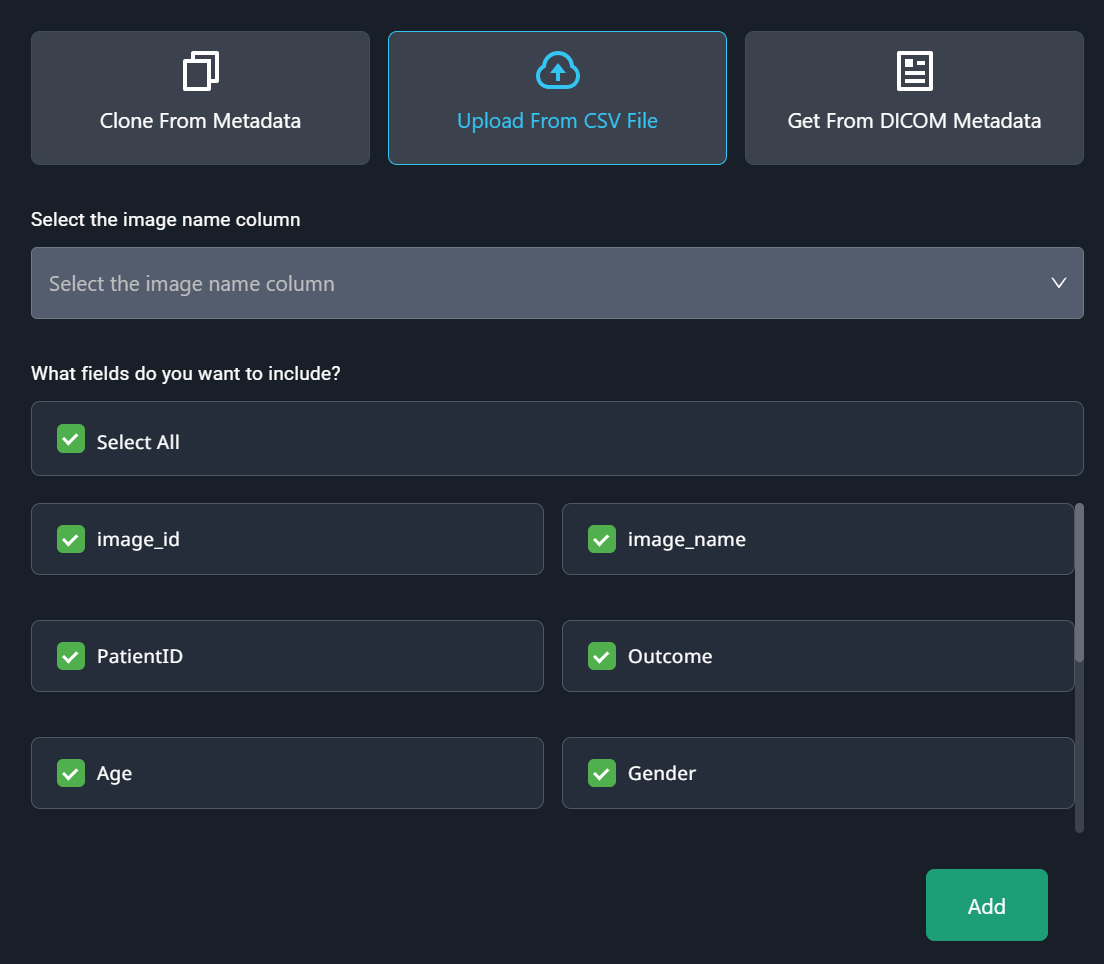 Clone From Metadata
Upload From CSV File
Get From DICOM Metadata
Select the image name column
Select the image name column
What fields do you want to include?
Select All
image_id
image_name
PatientID
Outcome
Age
Gender
Add